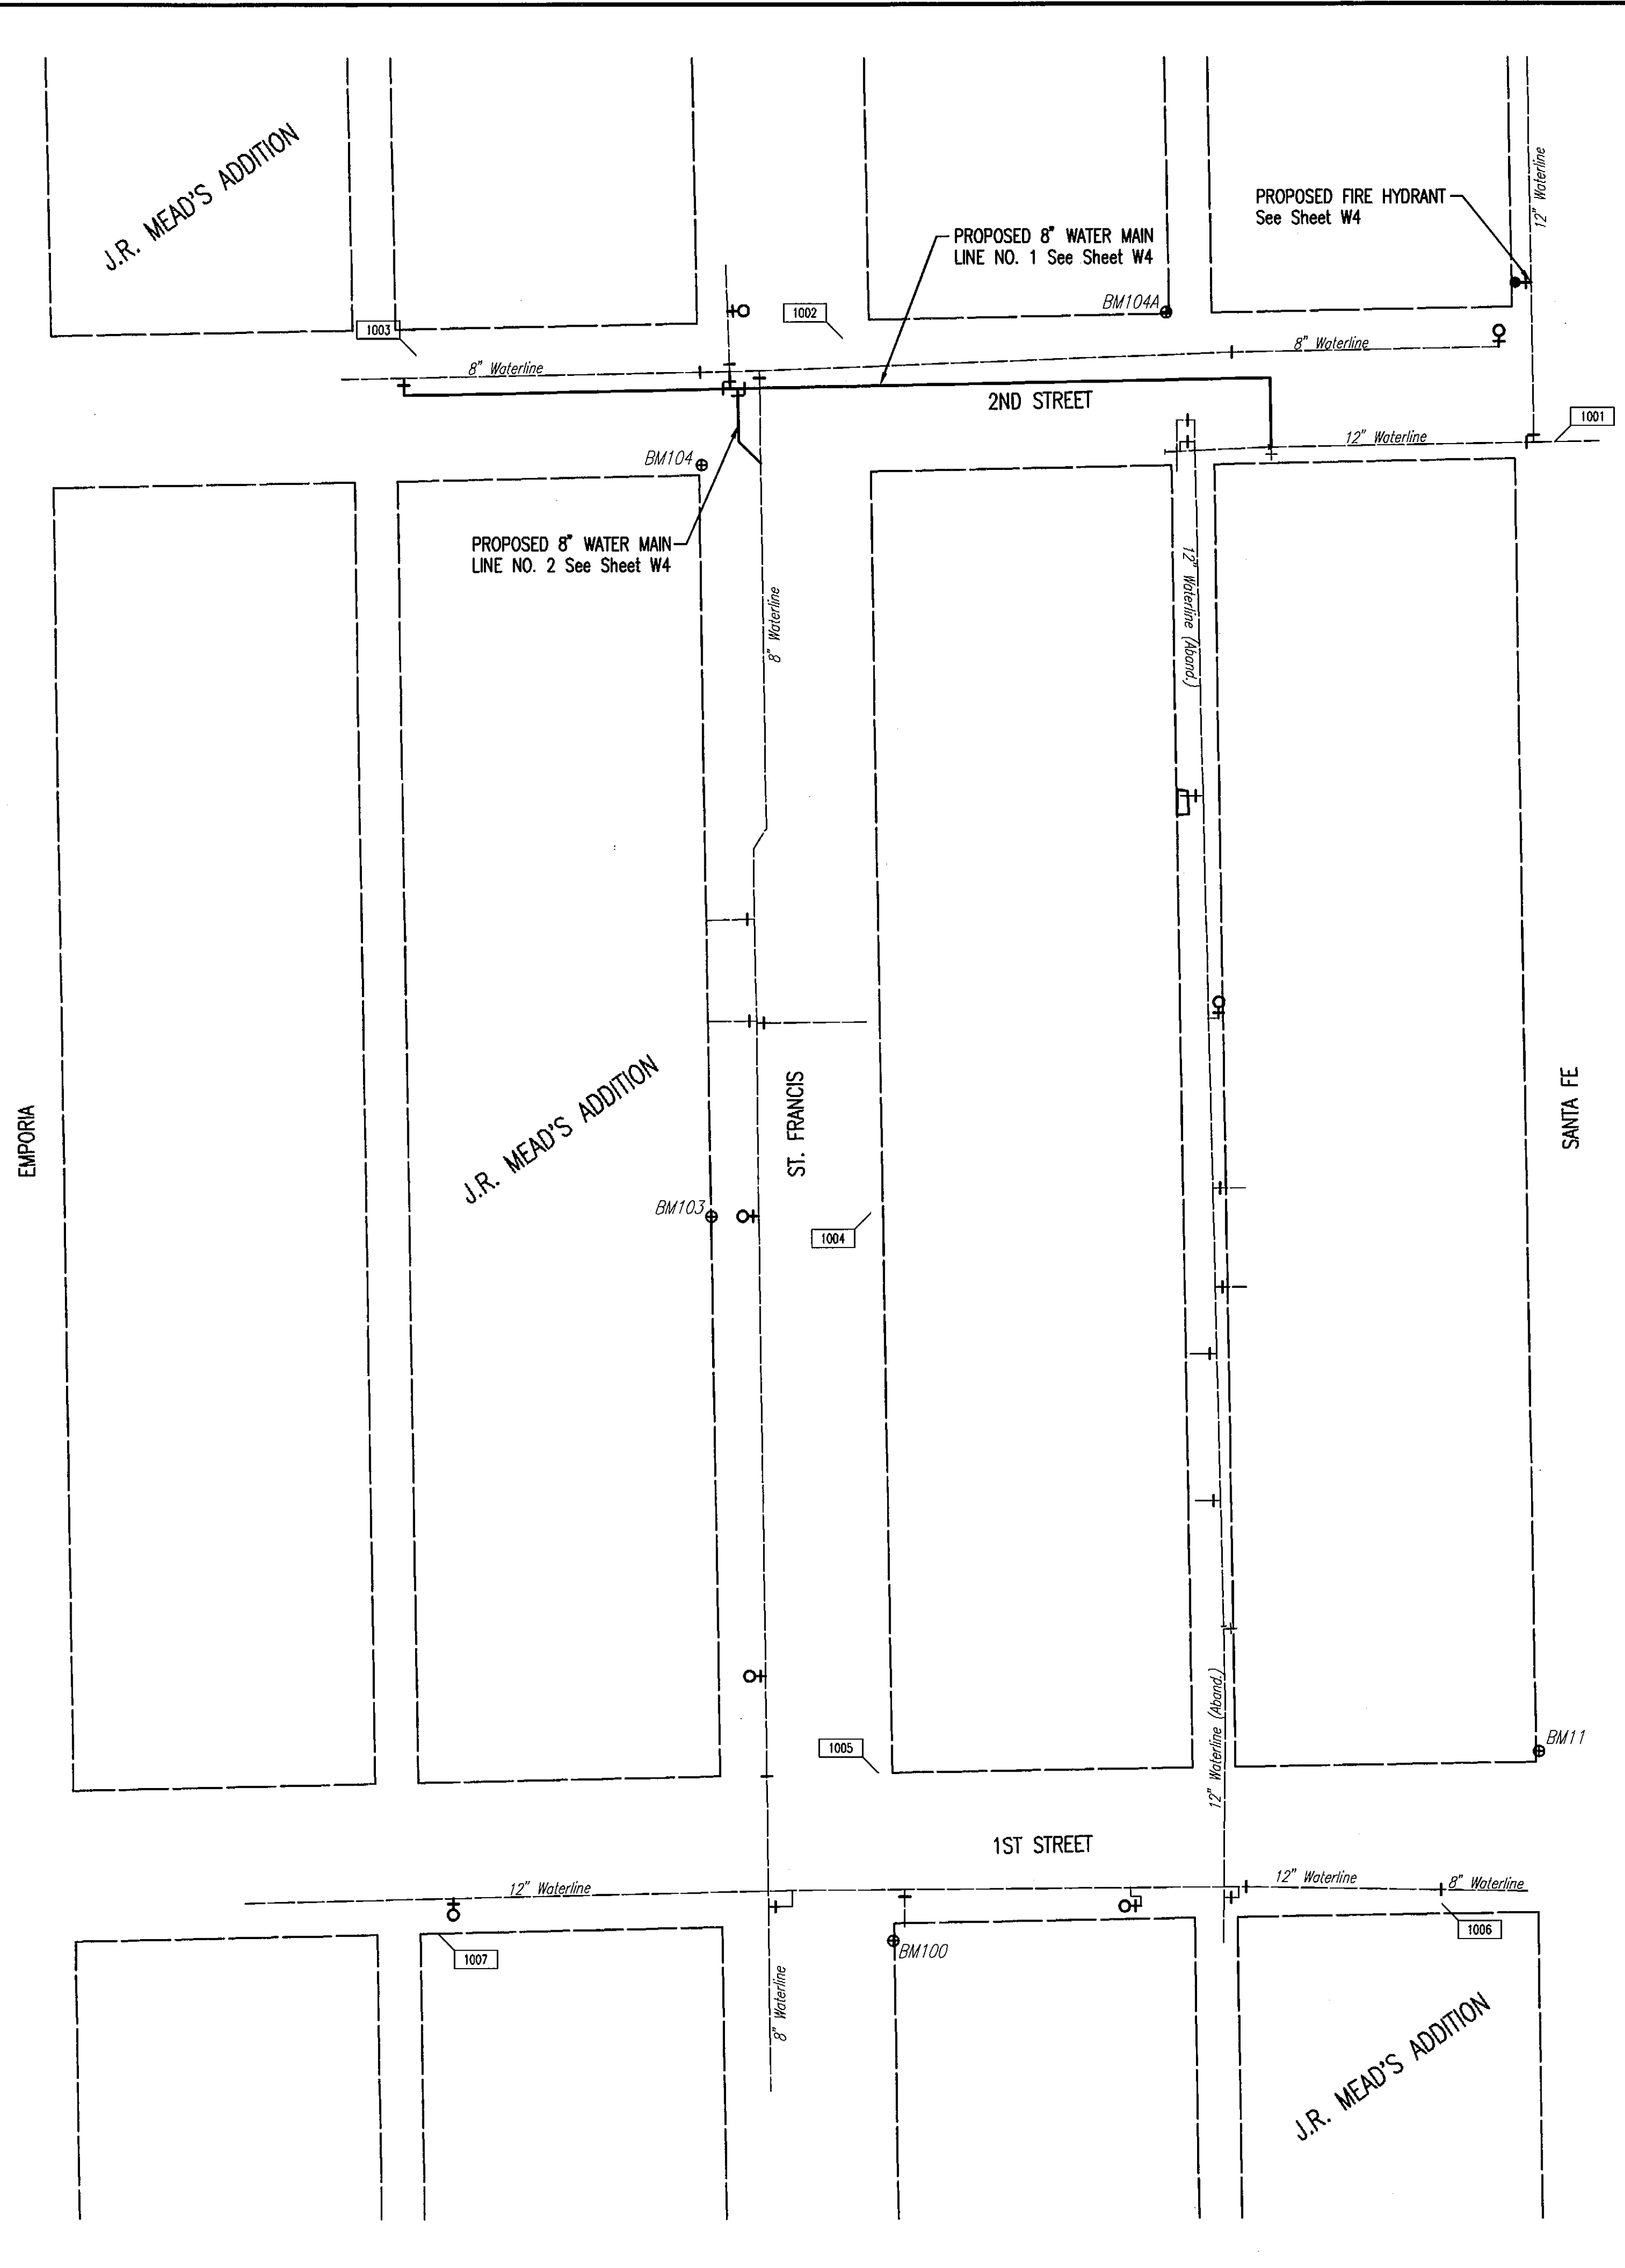 J.R. MEAD'S ADDITION
12" Waterline
PROPOSED FIRE HYDRANT
See Sheet W4
PROPOSED 8" WATER MAIN
LINE NO. 1 See Sheet W4
BM104A
1002
1003
8" Waterline
8" Waterline
2ND STREET
1001
12" Waterline
BM104
PROPOSED 8" WATER MAIN
LINE NO. 2 See Sheet W4
8" Waterline
12" Waterline (Aband.)
EMPORIA
J.R. MEAD'S ADDITION
ST. FRANCIS
SANTA FE
BM103
1004
12" Waterline (Aband.)
1005
BM11
1ST STREET
12" Waterline
12" Waterline
8" Waterline
1006
1007
BM100
8" Waterline
J.R. MEAD'S ADDITION